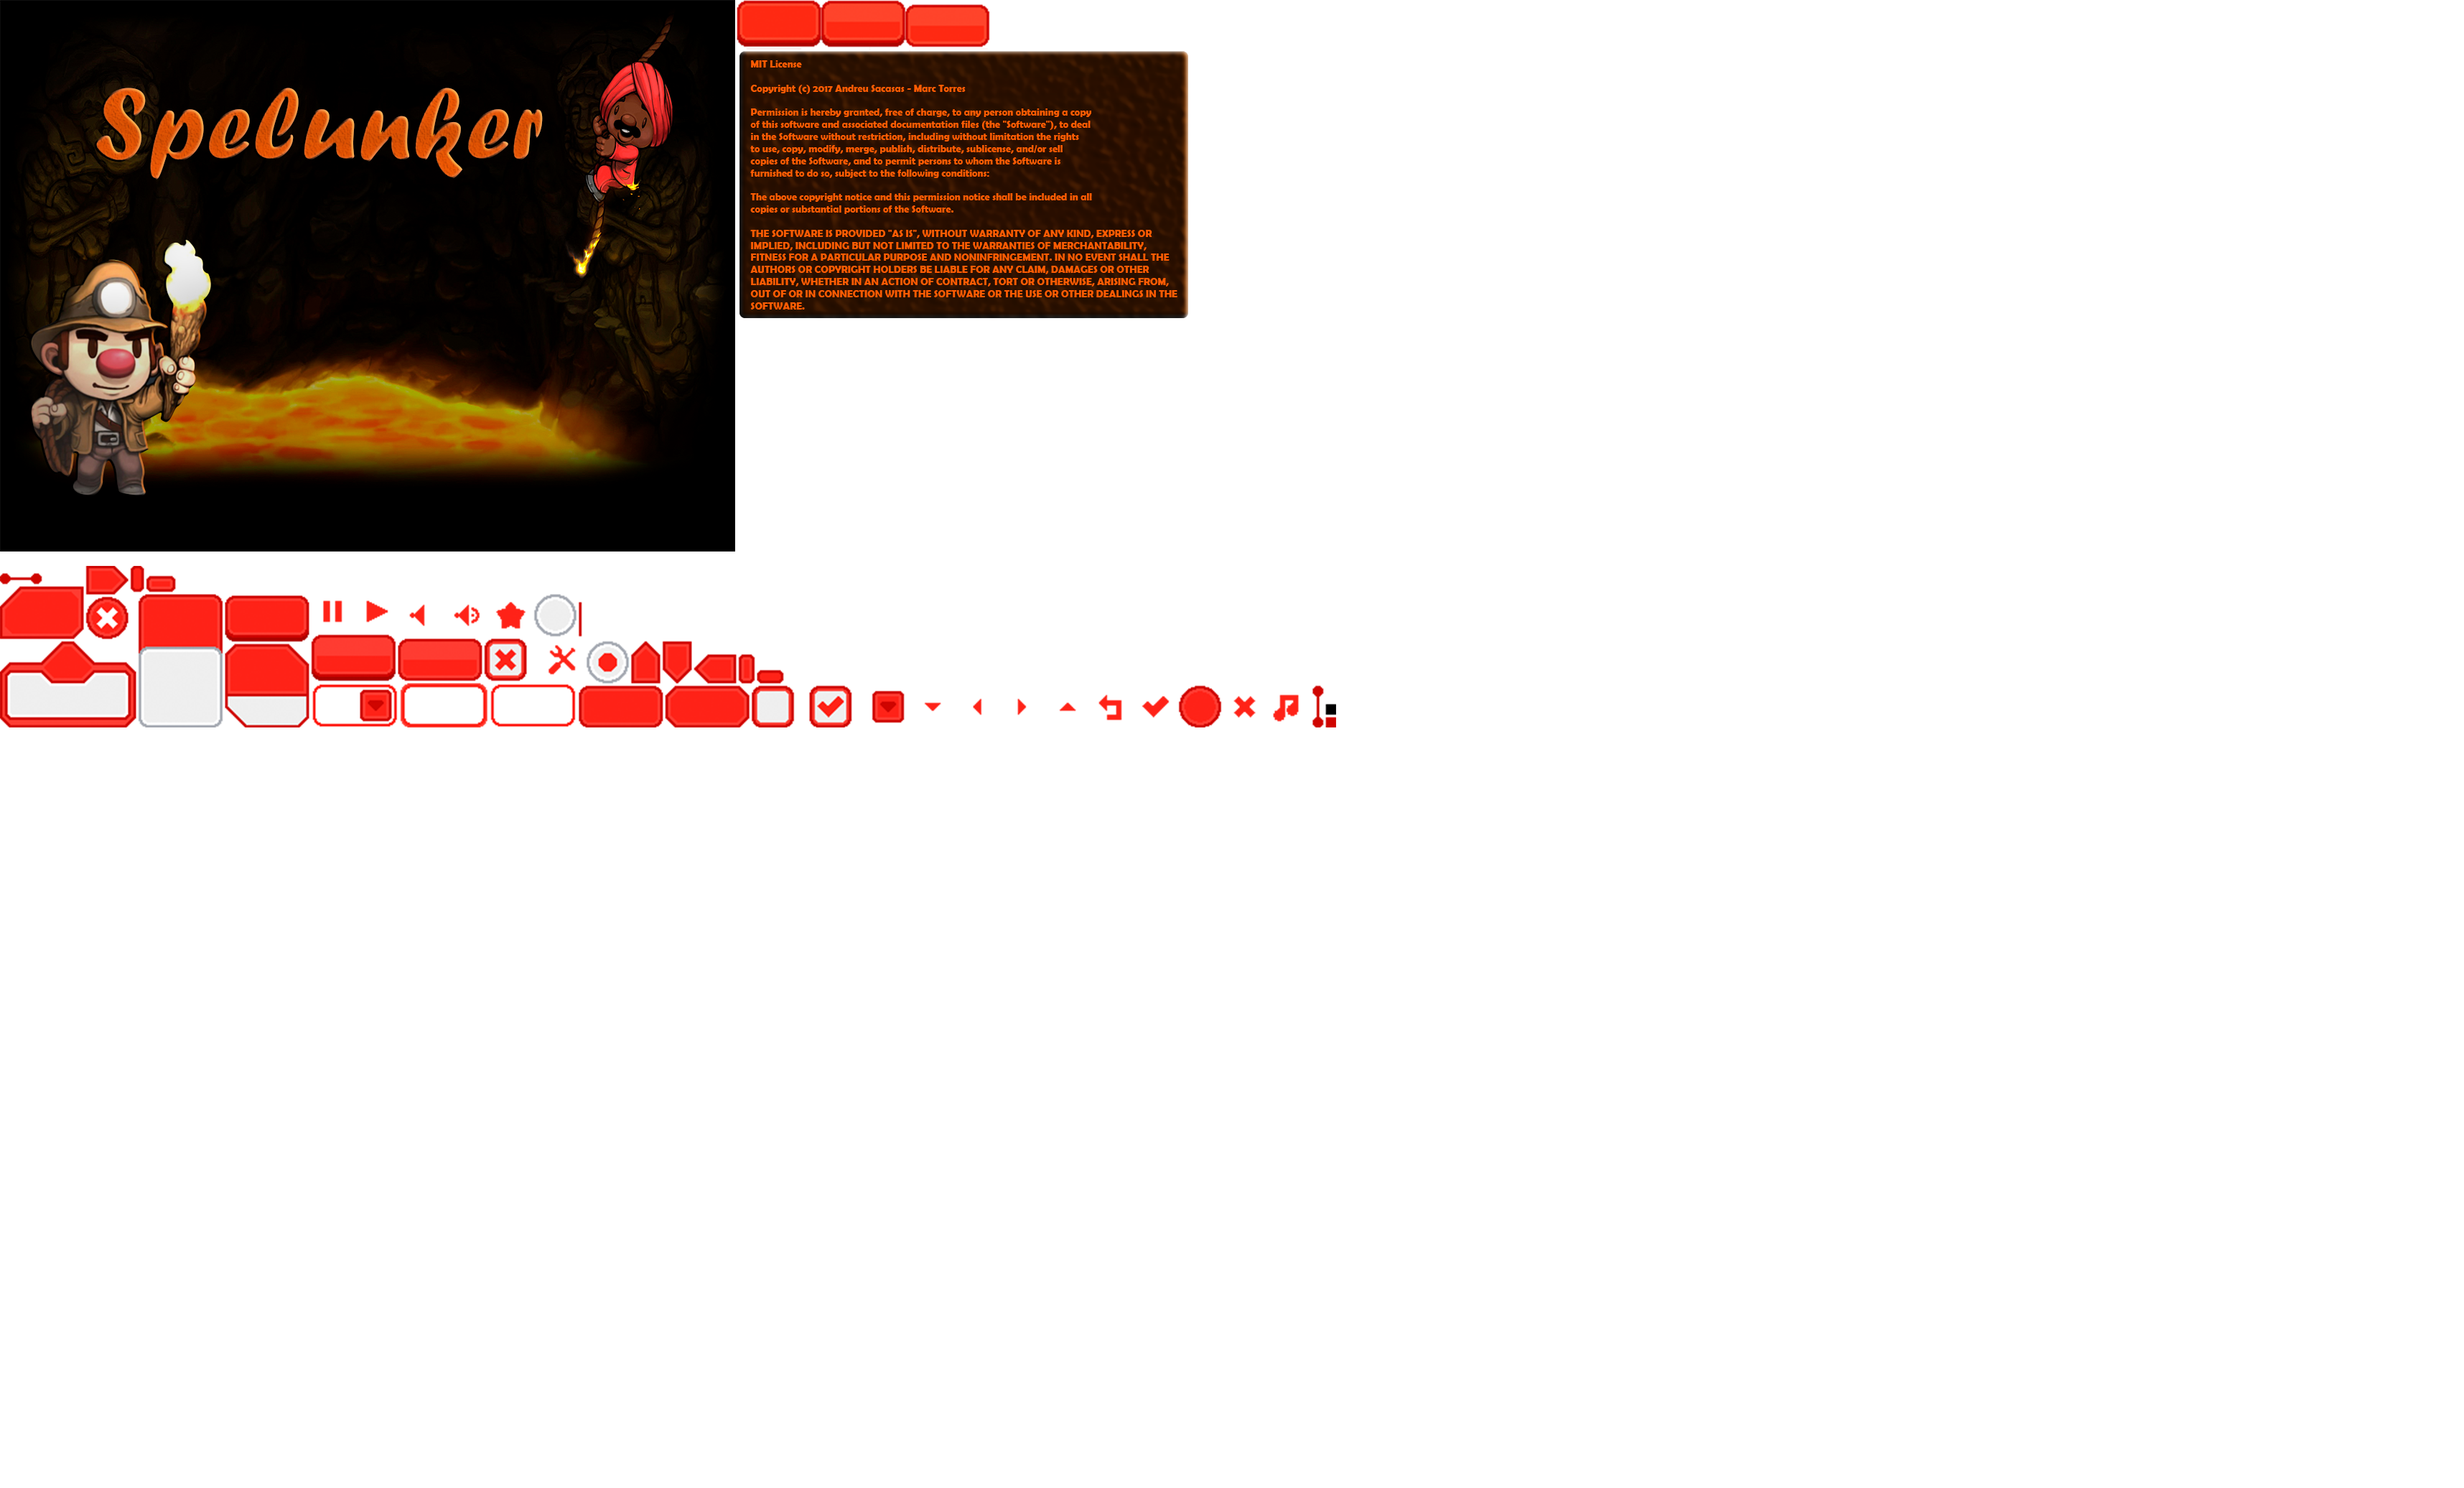 Spelunker
MIT License
Copyright (c) 2017 Andreu Sacasas - Marc Torres
Permission is hereby granted, free of charge, to any person obtaining a copy
of this software and associated documentation files (the "Software"), to deal
in the Software without restriction, including without limitation the rights
to use, copy, modify, merge, publish, distribute, sublicense, and/or sell
copies of the Software, and to permit persons to whom the Software is
furnished to do so, subject to the following conditions:
The above copyright notice and this permission notice shall be included in all
copies or substantial portions of the Software.
THE SOFTWARE IS PROVIDED "AS IS", WITHOUT WARRANTY OF ANY KIND, EXPRESS OR
IMPLIED, INCLUDING BUT NOT LIMITED TO THE WARRANTIES OF MERCHANTABILITY,
FITNESS FOR A PARTICULAR PURPOSE AND NONINFRINGEMENT. IN NO EVENT SHALL THE
AUTHORS OR COPYRIGHT HOLDERS BE LIABLE FOR ANY CLAIM, DAMAGES OR OTHER
LIABILITY, WHETHER IN AN ACTION OF CONTRACT, TORT OR OTHERWISE, ARISING FROM,
OUT OF OR IN CONNECTION WITH THE SOFTWARE OR THE USE OR OTHER DEALINGS IN THE
SOFTWARE.